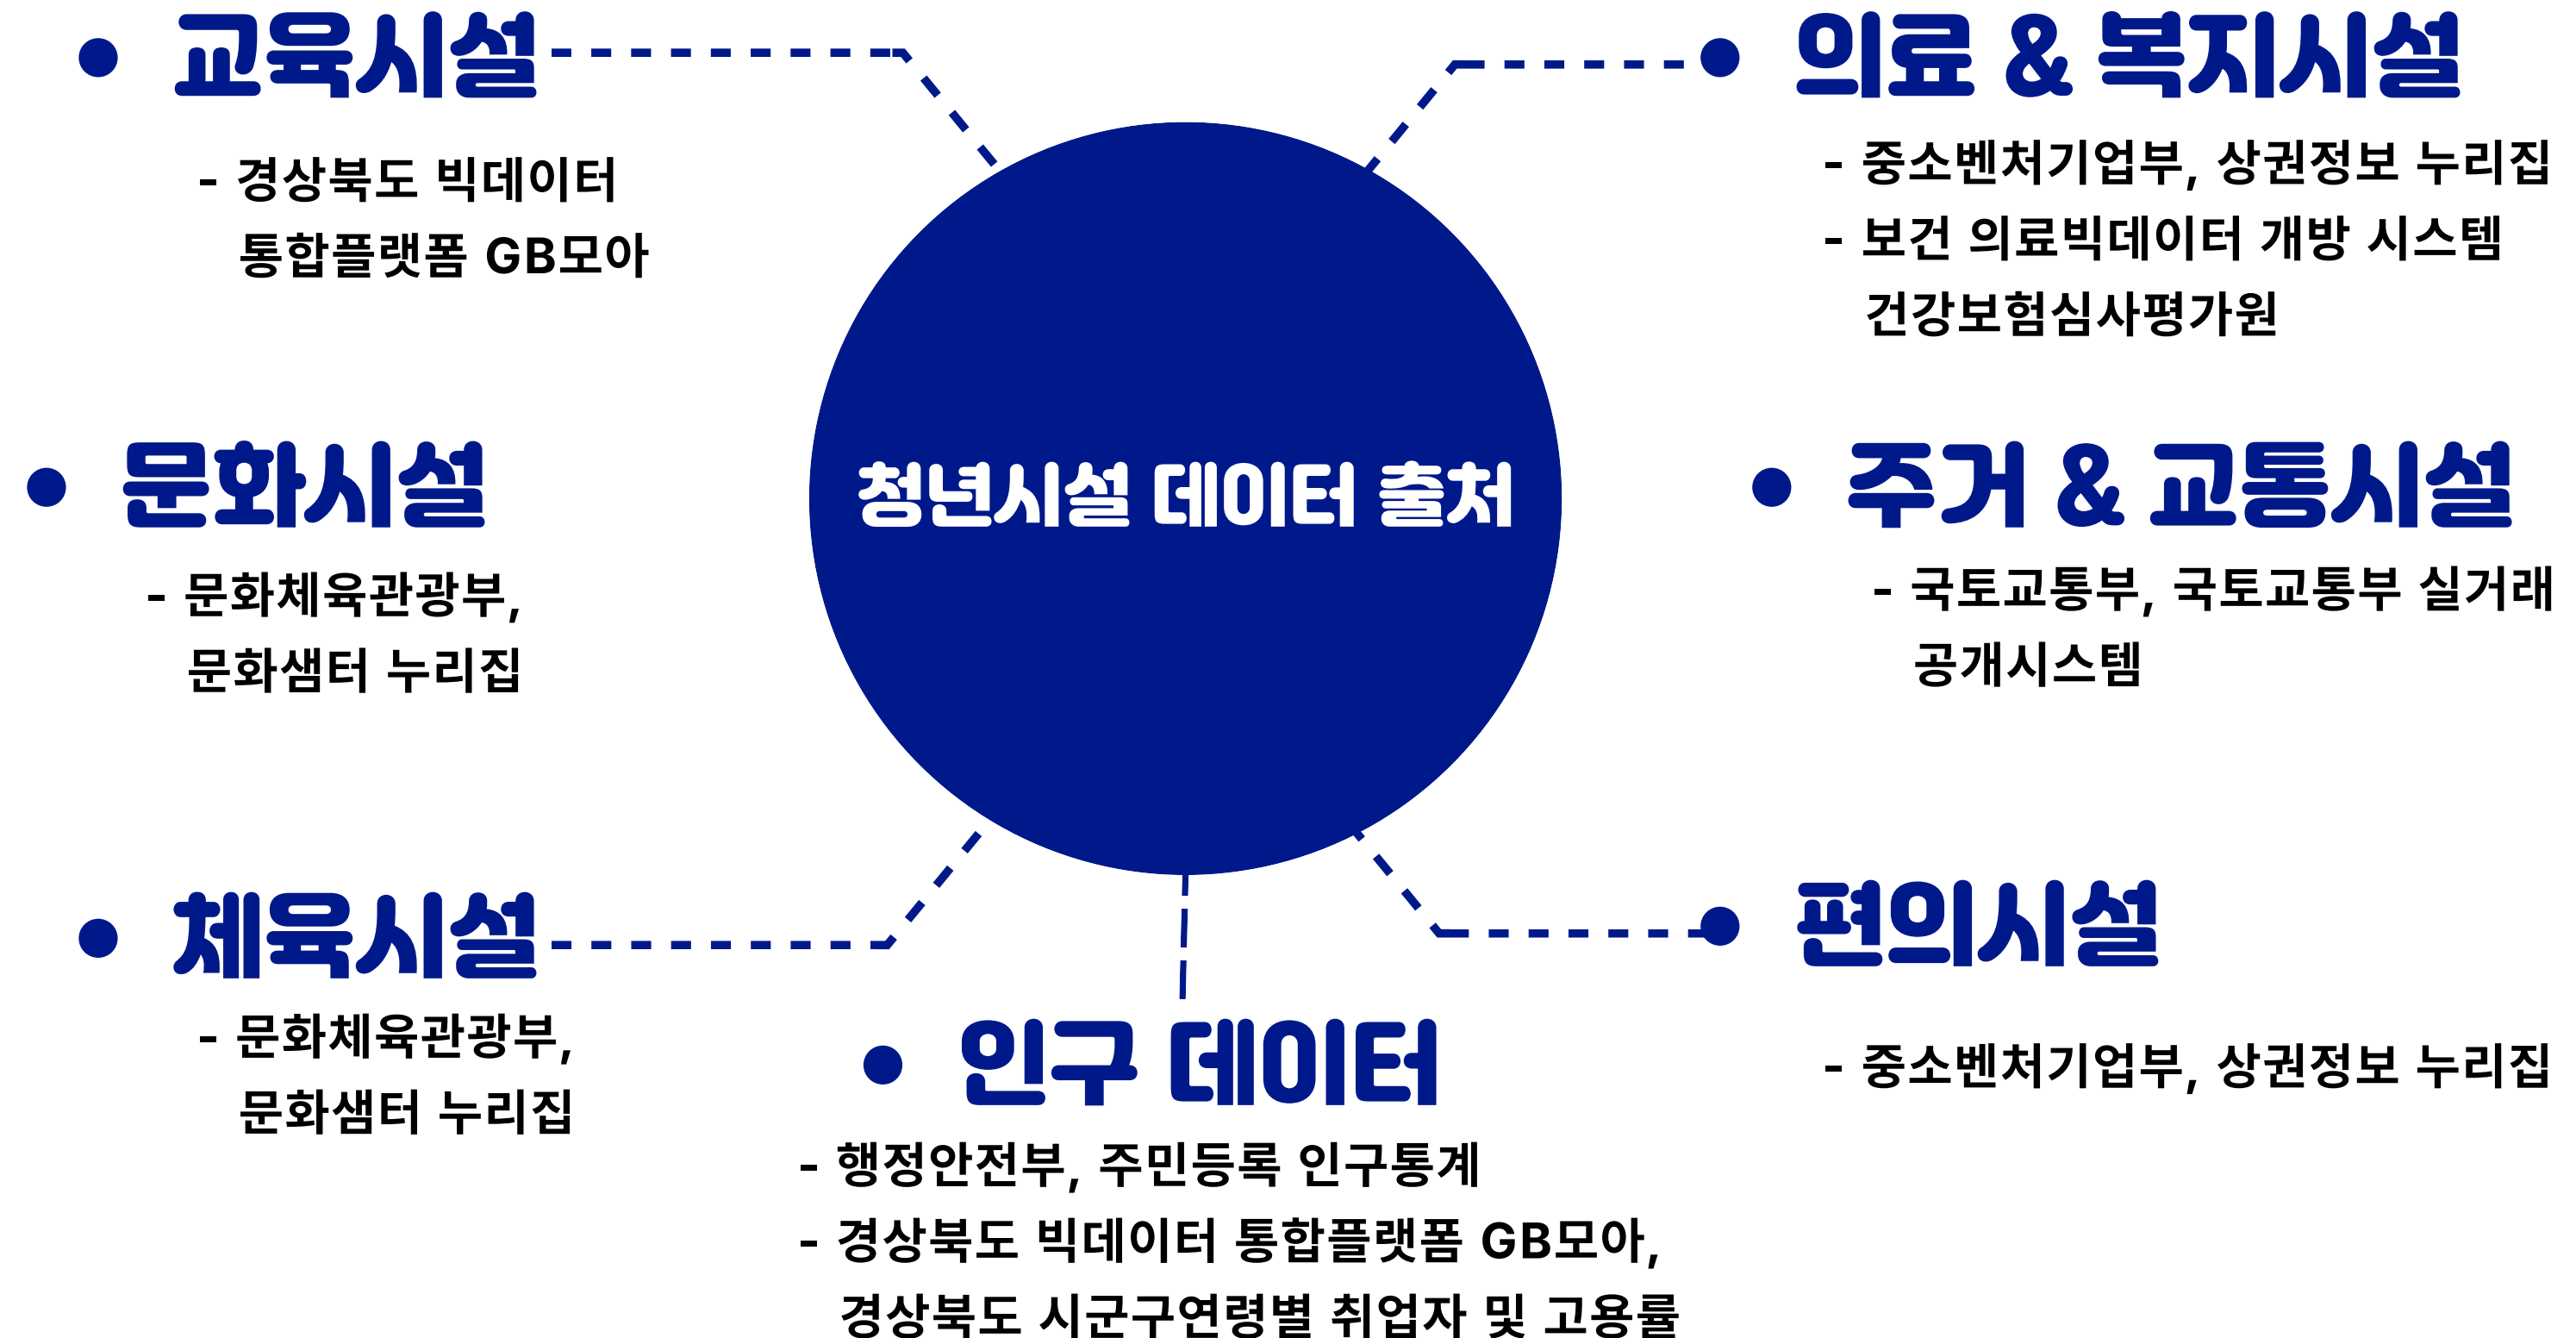 교육시설
- 경상북도 빅데이터
통합플랫폼 GB모아
의료 & 복지시설
- 중소벤처기업부, 상권정보 누리집
- 보건 의료빅데이터 개방 시스템
건강보험심사평가원
문화시설
- 문화체육관광부,
문화샘터 누리집
청년시설 데이터 출처
주거 & 교통시설
- 국토교통부, 국토교통부 실거래
공개시스템
체육시설
- 문화체육관광부,
문화샘터 누리집
인구 데이터
- 행정안전부, 주민등록 인구통계
- 경상북도 빅데이터 통합플랫폼 GB모아,
경상북도 시군구연령별 취업자 및 고용률
편의시설
- 중소벤처기업부, 상권정보 누리집